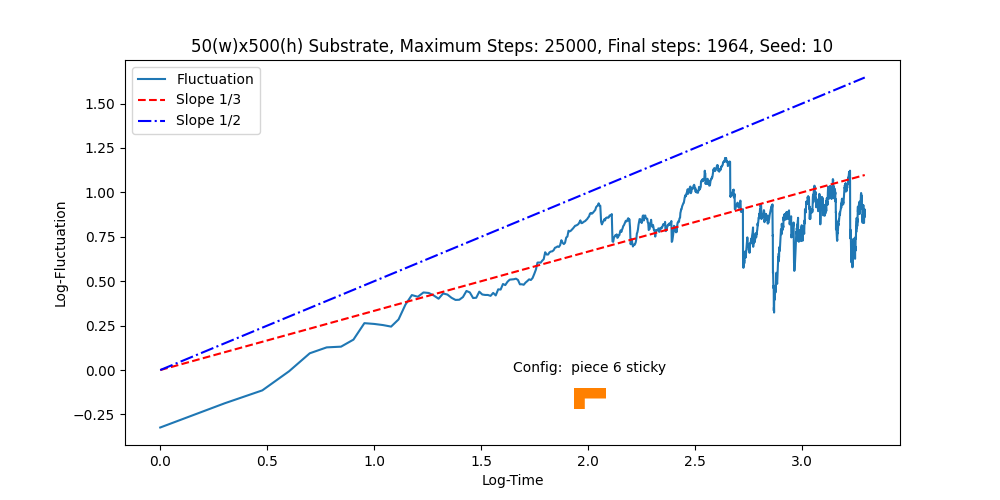 50(w)x500(h) Substrate, Maximum Steps: 25000, Final steps: 1964, Seed: 10
Fluctuation
Slope 1/3
Slope 1/2
Log-Fluctuation
1.50
1.25
1.00
0.75
0.50
0.25
0.00
−0.25
Config:  piece 6 sticky
0.0 0.5 1.0 1.5 2.0 2.5 3.0
Log-Time